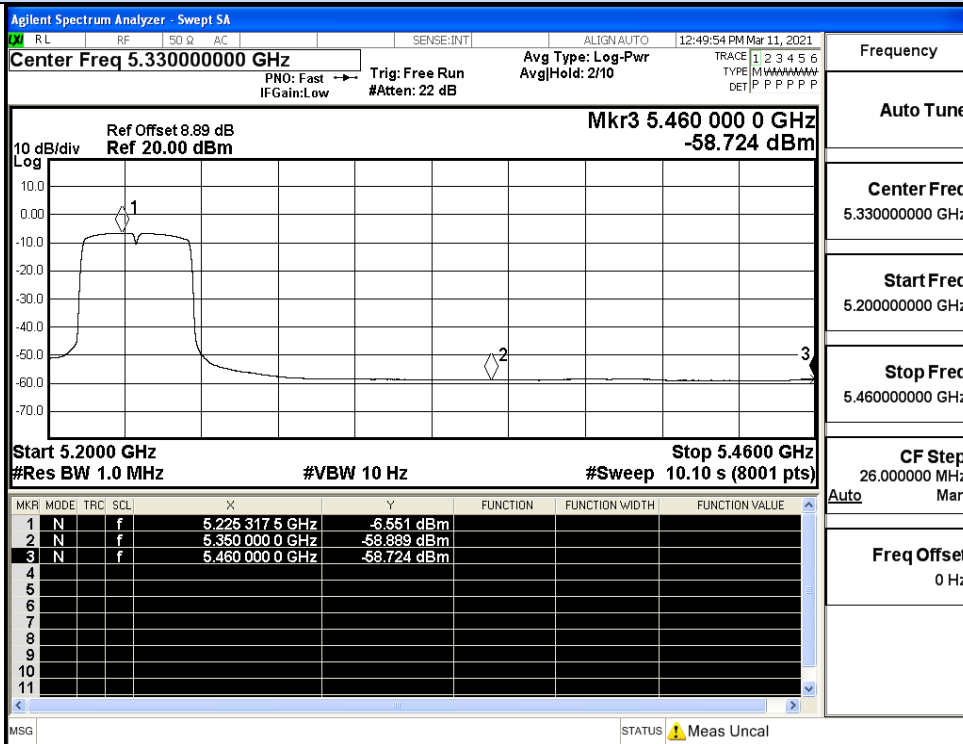 Agilent Spectrum Analyzer - Swept SA
LXI RL RF 50 Ω AC SENSE:INT ALIGN AUTO 12:49:54 PM Mar 11, 2021
Center Freq 5.330000000 GHz
PNO: Fast
IFGain:Low
Trig: Free Run
#Atten: 22 dB
Avg Type: Log-Pwr
Avg|Hold: 2/10
TRACE 1 2 3 4 5 6
TYPE M W W W W W
DET P P P P P P
Ref Offset 8.89 dB
10 dB/div Ref 20.00 dBm
Log
Mkr3 5.460 000 0 GHz
-58.724 dBm
10.0
0.00
-10.0
-20.0
-30.0
-40.0
-50.0
-60.0
-70.0
1
2
3
Start 5.2000 GHz Stop 5.4600 GHz
#Res BW 1.0 MHz #VBW 10 Hz #Sweep 10.10 s (8001 pts)
MKR MODE TRC SCL X Y FUNCTION FUNCTION WIDTH FUNCTION VALUE
1 N f 5.225 317 5 GHz -6.551 dBm
2 N f 5.350 000 0 GHz -58.889 dBm
3 N f 5.460 000 0 GHz -58.724 dBm
4
5
6
7
8
9
10
11
MSG STATUS Meas Uncal
Frequency
Auto Tune
Center Freq
5.330000000 GHz
Start Freq
5.200000000 GHz
Stop Freq
5.460000000 GHz
CF Step
26.000000 MHz
Auto Man
Freq Offset
0 Hz